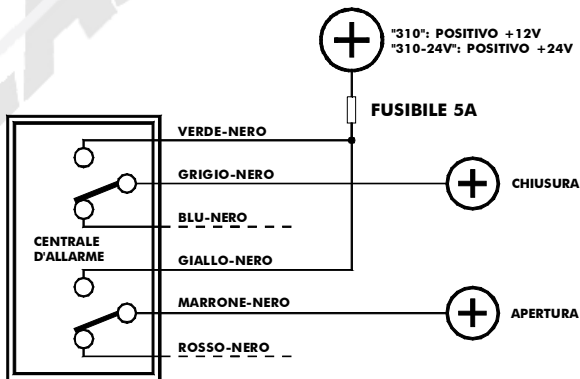 "310": POSITIVO +12V
"310-24V": POSITIVO +24V
FUSIBILE 5A
VERDE-NERO
GRIGIO-NERO
CHIUSURA
BLU-NERO
CENTRALE
D'ALLARME
GIALLO-NERO
MARRONE-NERO
APERTURA
ROSSO-NERO